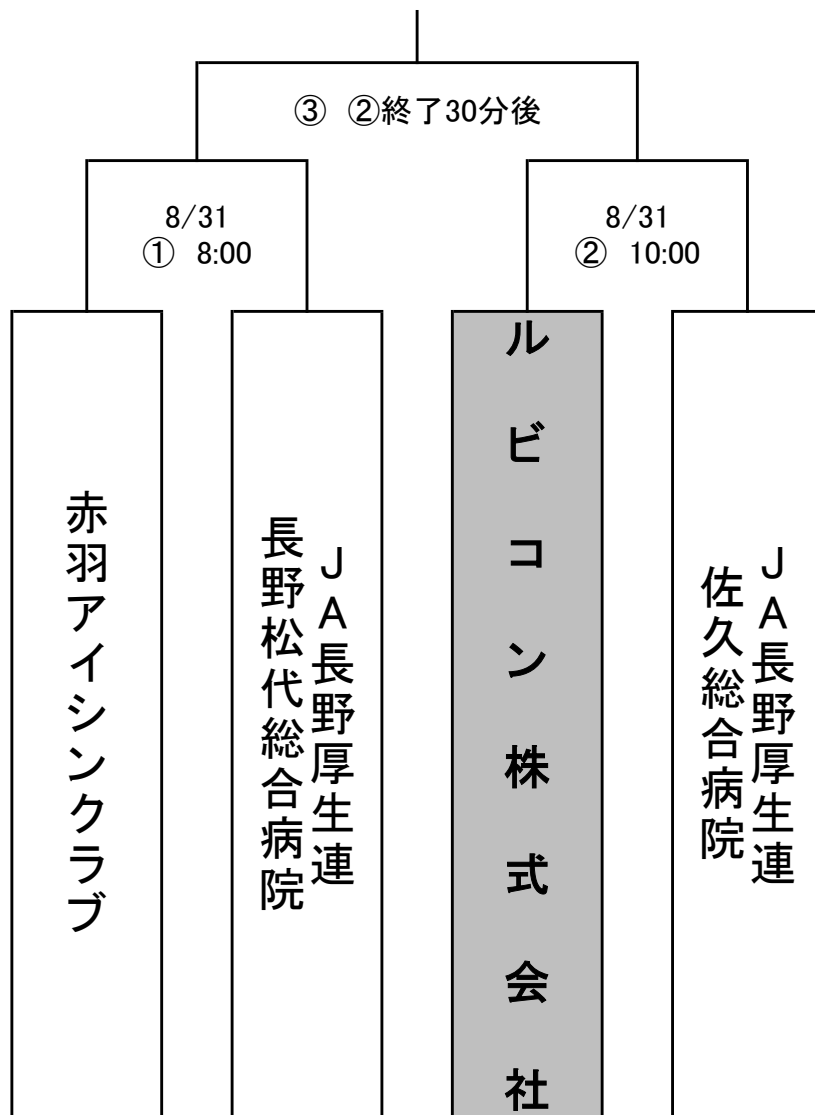 ③ ②終了30分後
8/31
① 8:00
8/31
② 10:00
赤羽アイシンクラブ
JA長野厚生連
長野松代総合病院
ルビコン株式会社
JA長野厚生連
佐久総合病院